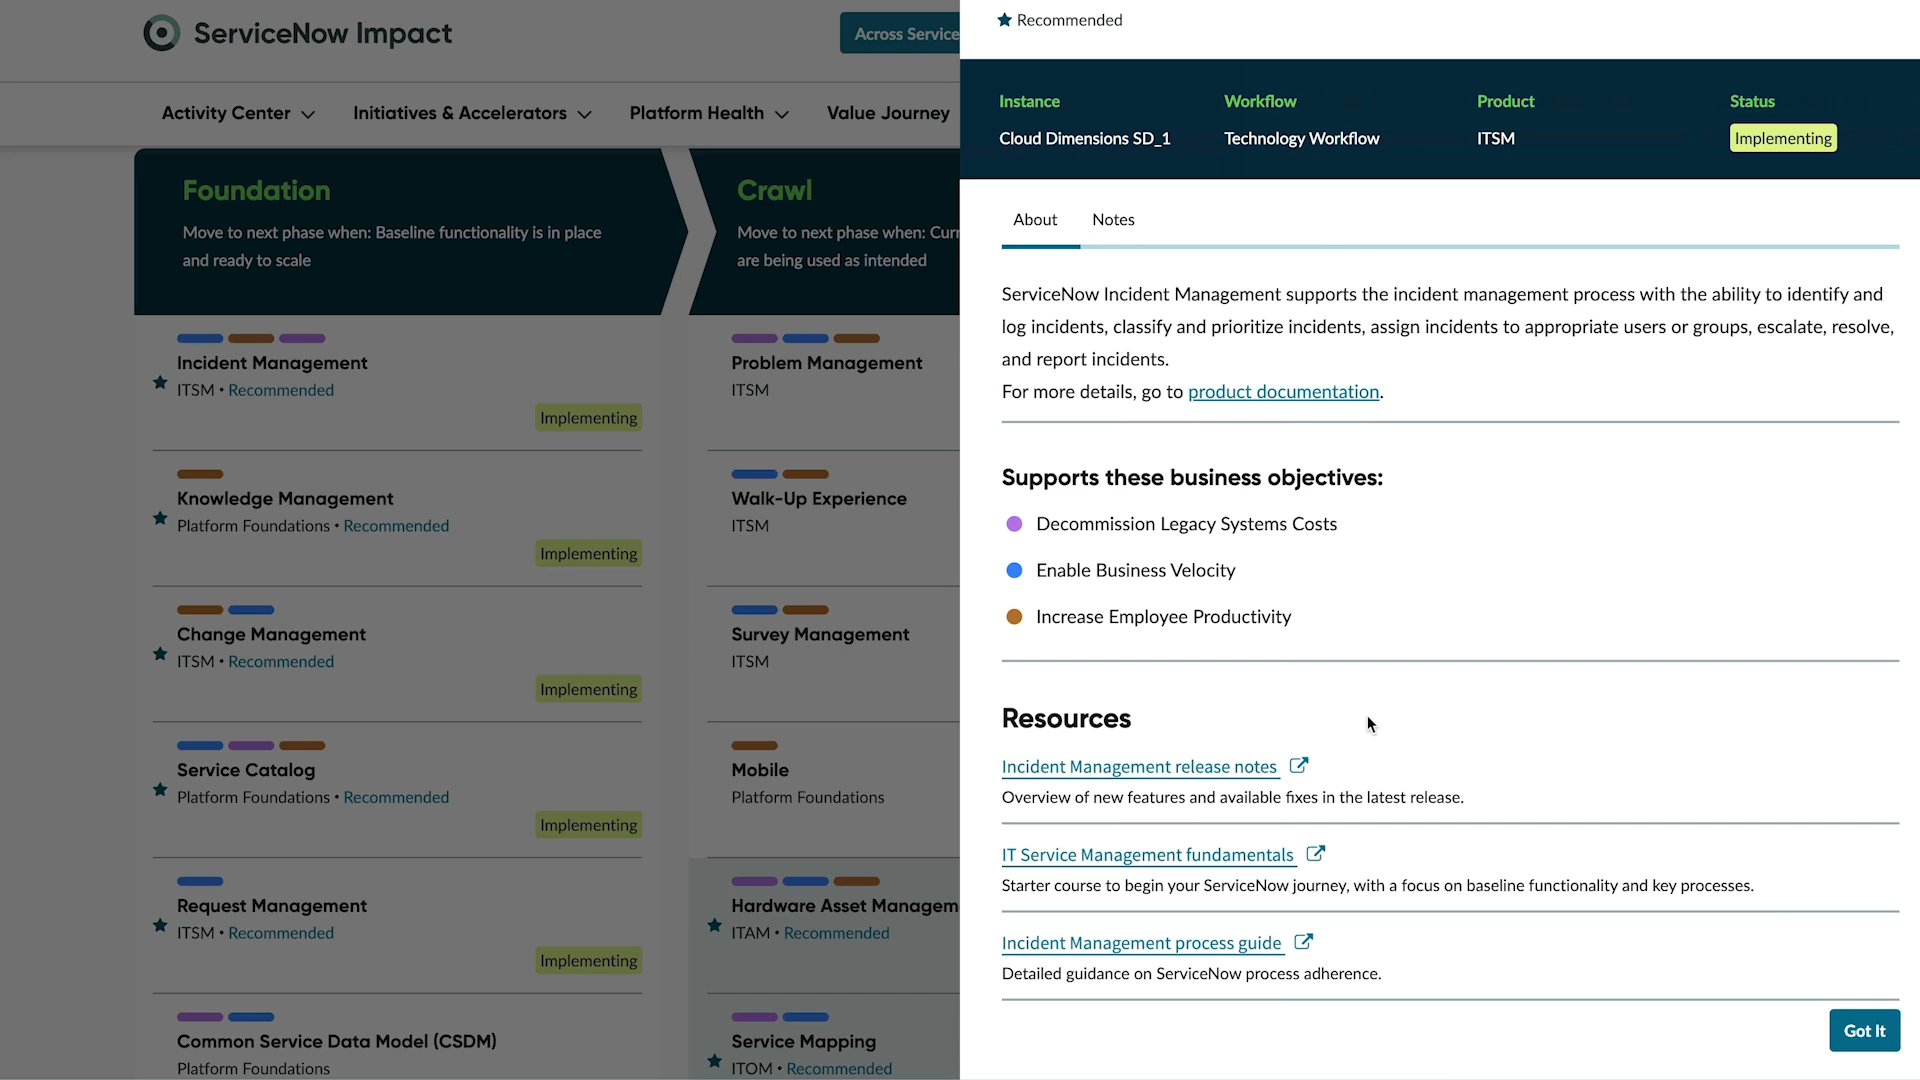 ServiceNow Impact
Across Service
Activity Center
Initiatives & Accelerators
Platform Health
Value Journey
Foundation
Move to next phase when: Baseline functionality is in place
and ready to scale
Crawl
Move to next phase when: Curr
are being used as intended
Incident Management
ITSM • Recommended
Implementing
Knowledge Management
Platform Foundations • Recommended
Implementing
Change Management
ITSM • Recommended
Implementing
Service Catalog
Platform Foundations • Recommended
Implementing
Request Management
ITSM • Recommended
Implementing
Common Service Data Model (CSDM)
Platform Foundations
Problem Management
ITSM
Walk-Up Experience
ITSM
Survey Management
ITSM
Mobile
Platform Foundations
Hardware Asset Managem
ITAM • Recommended
Service Mapping
ITOM • Recommended
Recommended
Instance
Workflow
Product
Status
Cloud Dimensions SD_1
Technology Workflow
ITSM
Implementing
About
Notes
ServiceNow Incident Management supports the incident management process with the ability to identify and
log incidents, classify and prioritize incidents, assign incidents to appropriate users or groups, escalate, resolve,
and report incidents.
For more details, go to product documentation.
Supports these business objectives:
Decommission Legacy Systems Costs
Enable Business Velocity
Increase Employee Productivity
Resources
Incident Management release notes
Overview of new features and available fixes in the latest release.
IT Service Management fundamentals
Starter course to begin your ServiceNow journey, with a focus on baseline functionality and key processes.
Incident Management process guide
Detailed guidance on ServiceNow process adherence.
Got It